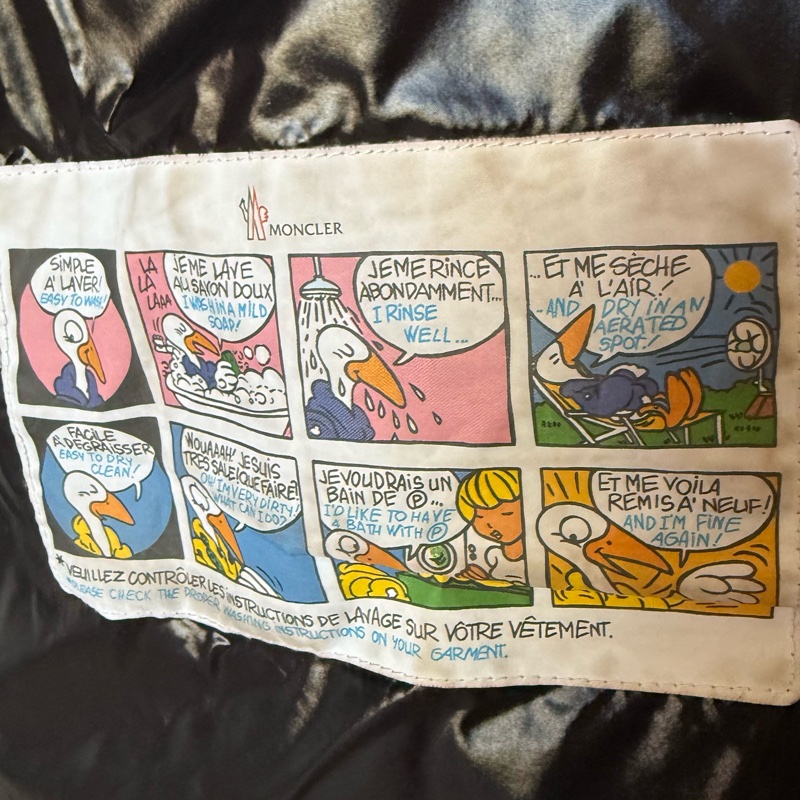 MONCLER
SIMPLE
À LAVER!
EASY TO WASH!
LA
LA
LAAA
JE ME LAVE
AU SAVON DOUX
I WASH IN A MILD
SOAP!
JE ME RINCE
ABONDAMMENT...
I RINSE
WELL...
...ET ME SÈCHE
À L'AIR!
...AND DRY IN AN
AERATED
SPOT!
FACILE
À DEGRAISSER
EASY TO DRY
CLEAN!
WOUAAAH! JE SUIS
TRES SALE! QUE FAIRE?
OH! I'M VERY DIRTY!
WHAT CAN I DO?
JE VOUDRAIS UN
BAIN DE Ⓟ...
I'D LIKE TO HAVE
A BATH WITH Ⓟ
ET ME VOILA
REMIS A' NEUF!
AND I'M FINE
AGAIN!
*VEUILLEZ CONTRÔLER LES INSTRUCTIONS DE LAVAGE SUR VÔTRE VÊTEMENT.
*PLEASE CHECK THE PROPER WASHING INSTRUCTIONS ON YOUR GARMENT.